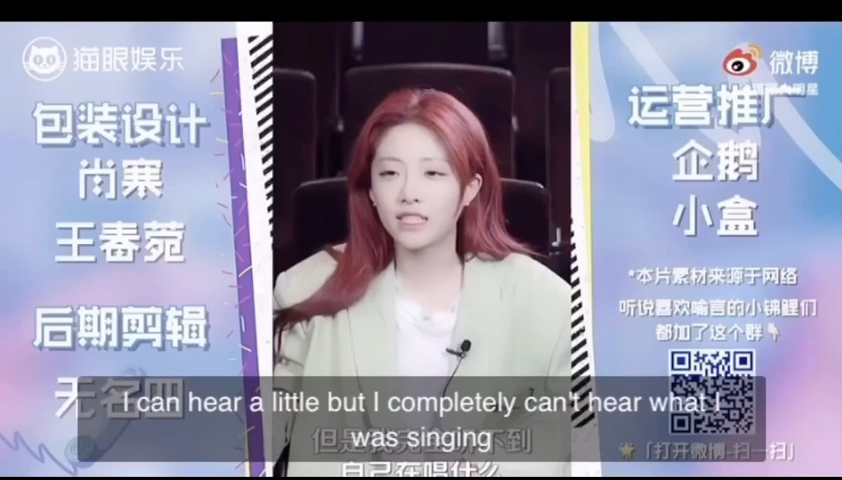 猫眼娱乐
微博
大明星
包装设计
尚寒
王春菀
后期剪辑
运营推广
企鹅
小盒
*本片素材来源于网络
听说喜欢喻言的小锦鲤们
都加了这个群👇
「打开微博-扫一扫」
I can hear a little but I completely can't hear what I
was singing
但是我完全听不到
自己在唱什么